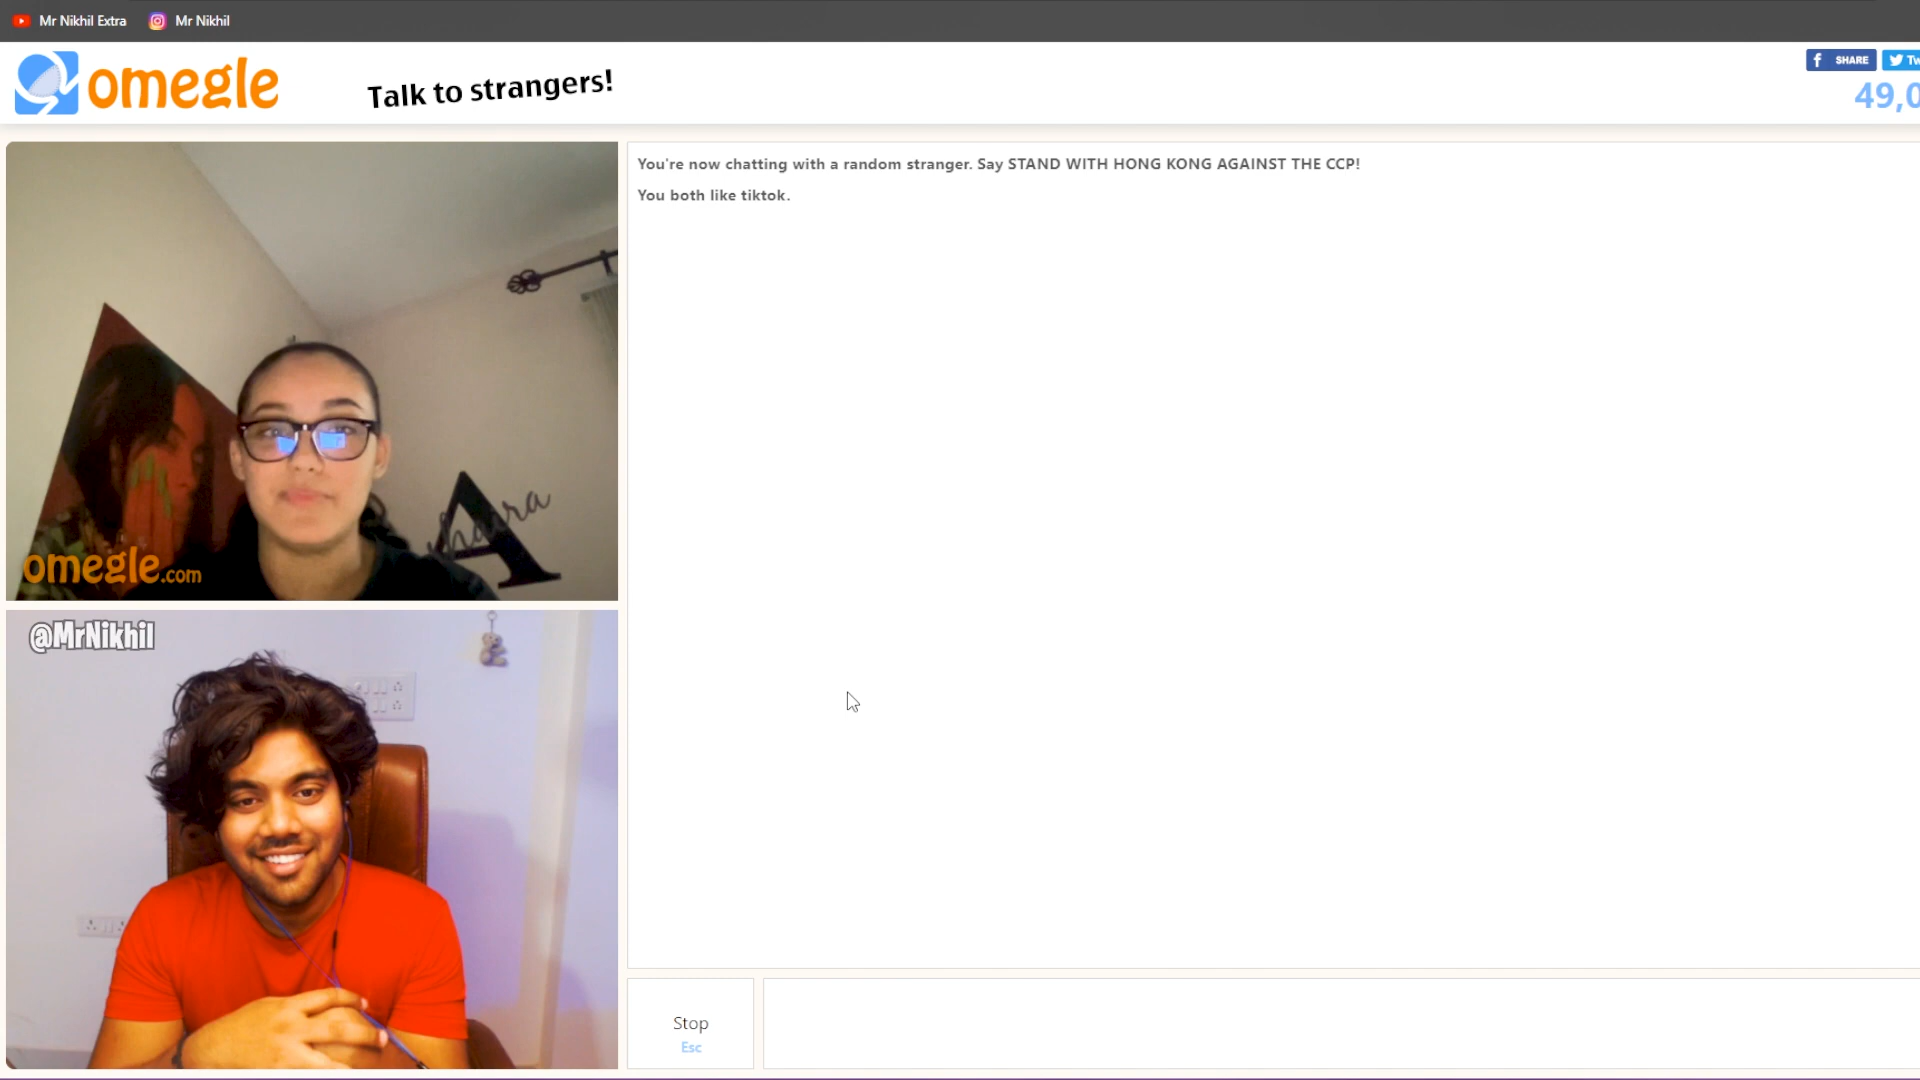 Mr Nikhil Extra
Mr Nikhil
omegle
Talk to strangers!
SHARE
Tw
49,0
You're now chatting with a random stranger. Say STAND WITH HONG KONG AGAINST THE CCP!
You both like tiktok.
A
omegle.com
@MrNikhil
Stop
Esc